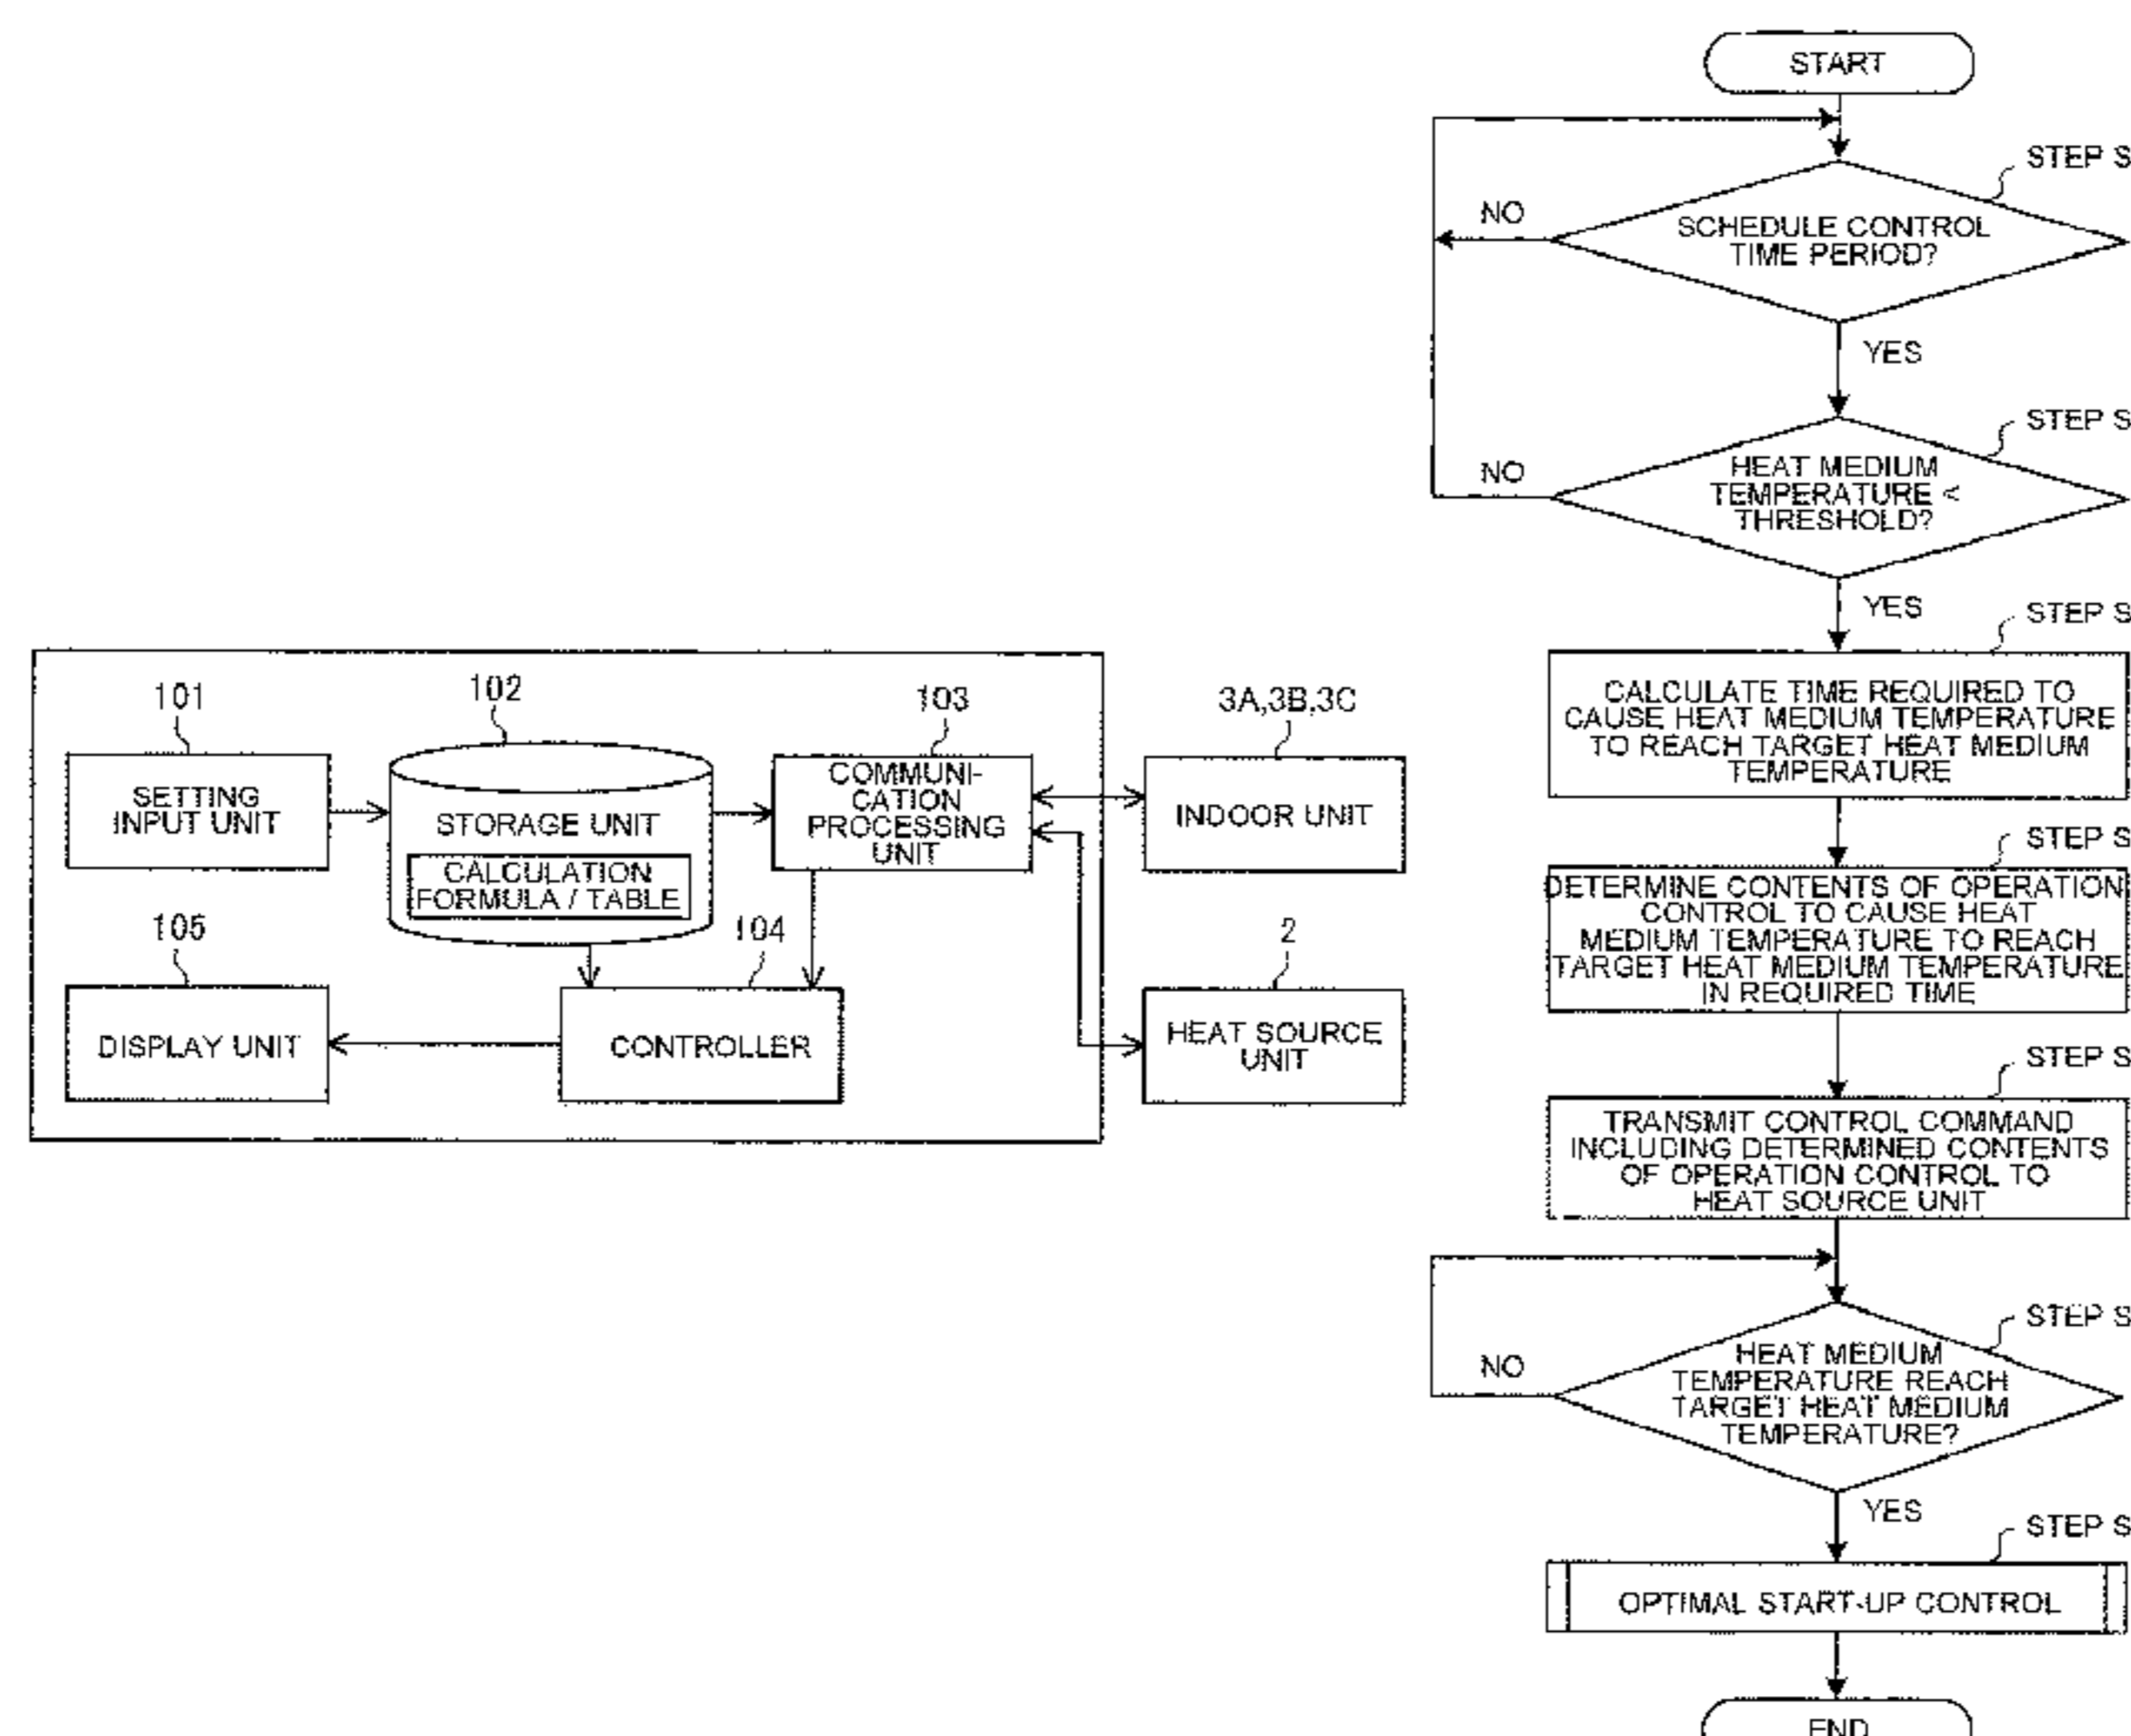 101
102
103
3A,3B,3C
SETTING
INPUT UNIT
STORAGE UNIT
CALCULATION
FORMULA / TABLE
COMMUNI-
CATION
PROCESSING
UNIT
INDOOR UNIT
105
104
2
DISPLAY UNIT
CONTROLLER
HEAT SOURCE
UNIT
START
STEP S
SCHEDULE CONTROL
TIME PERIOD?
NO
YES
STEP S
HEAT MEDIUM
TEMPERATURE <
THRESHOLD?
NO
YES
STEP S
CALCULATE TIME REQUIRED TO
CAUSE HEAT MEDIUM TEMPERATURE
TO REACH TARGET HEAT MEDIUM
TEMPERATURE
STEP S
DETERMINE CONTENTS OF OPERATION
CONTROL TO CAUSE HEAT
MEDIUM TEMPERATURE TO REACH
TARGET HEAT MEDIUM TEMPERATURE
IN REQUIRED TIME
STEP S
TRANSMIT CONTROL COMMAND
INCLUDING DETERMINED CONTENTS
OF OPERATION CONTROL TO
HEAT SOURCE UNIT
STEP S
HEAT MEDIUM
TEMPERATURE REACH
TARGET HEAT MEDIUM
TEMPERATURE?
NO
YES
STEP S
OPTIMAL START-UP CONTROL
END